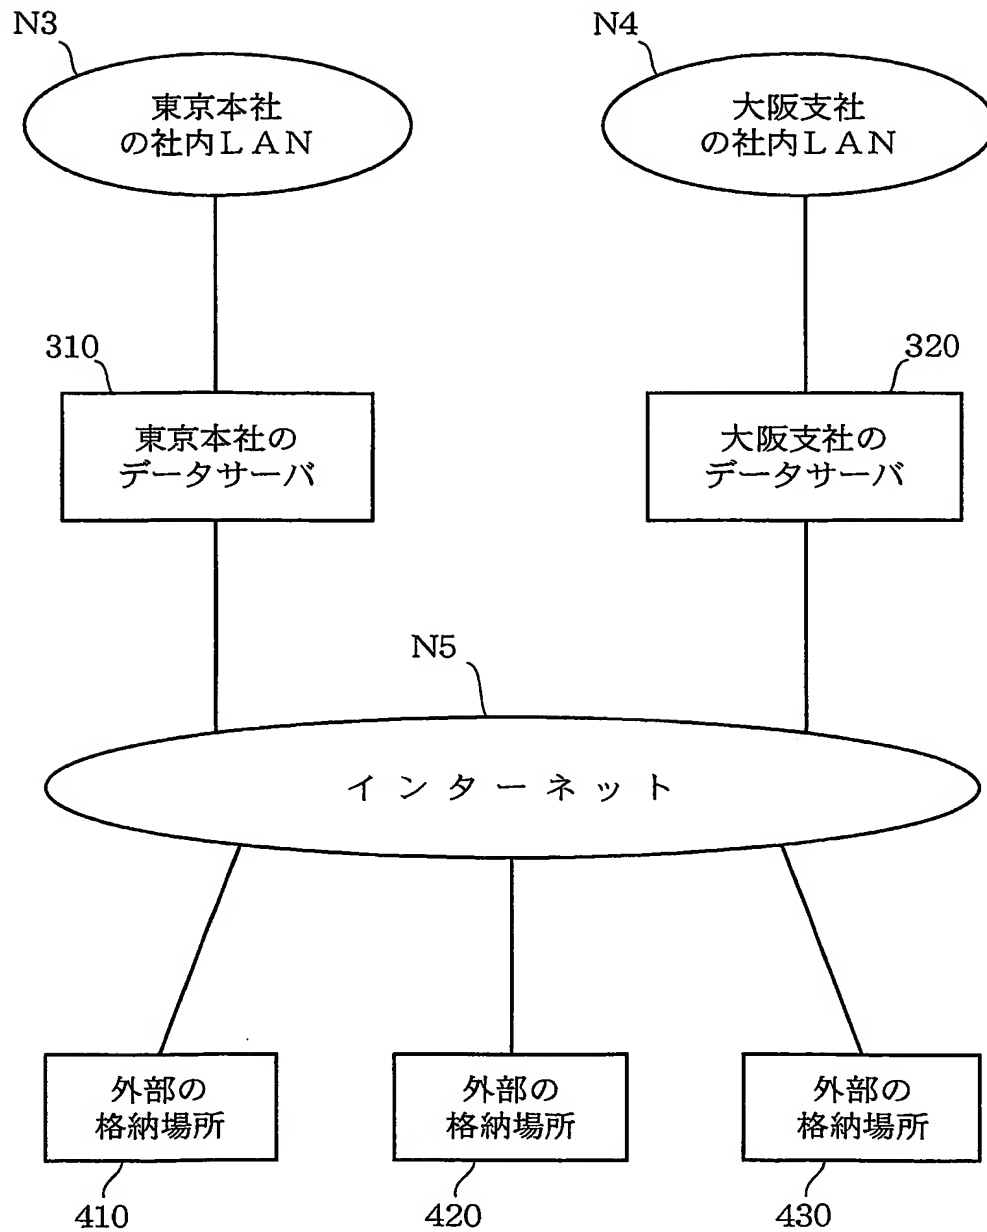 N3
N4
東京本社
の社内ＬＡＮ
大阪支社
の社内ＬＡＮ
310
320
東京本社の
データサーバ
大阪支社の
データサーバ
N5
インターネット
外部の
格納場所
外部の
格納場所
外部の
格納場所
410
420
430